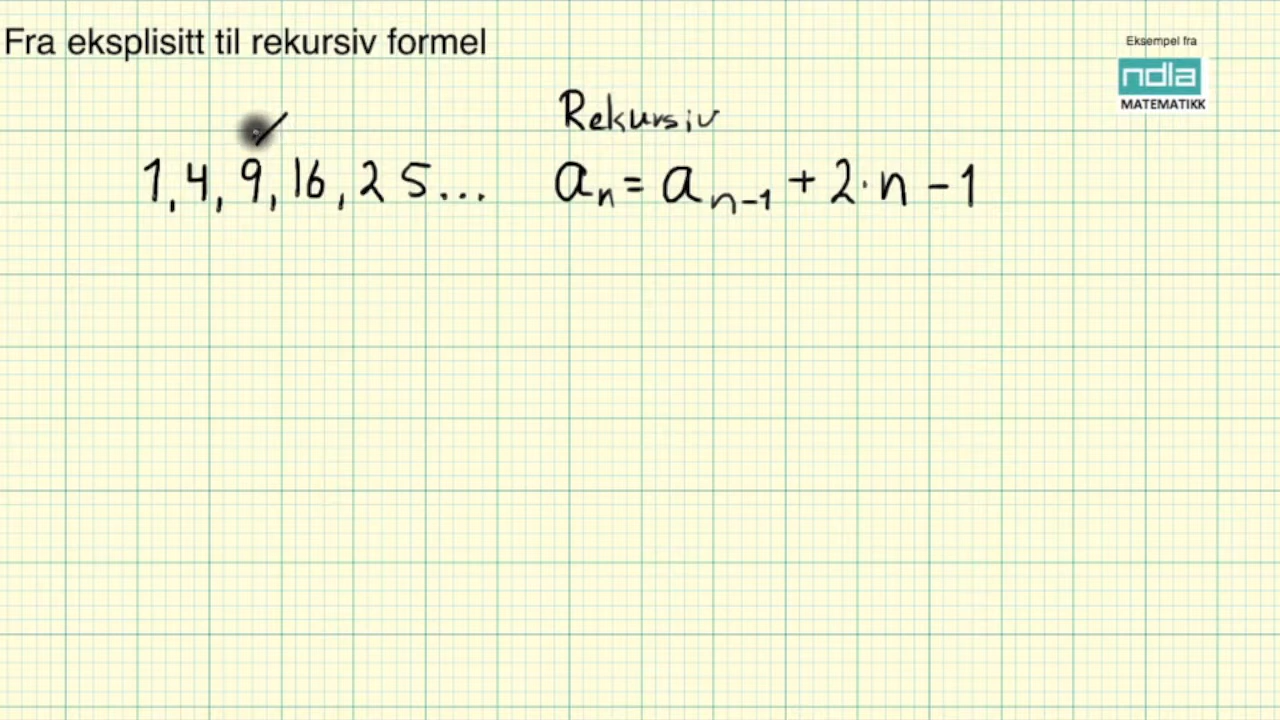 Fra eksplisitt til rekursiv formel
Eksempel fra
ndla
MATEMATIKK
Rekursiv
1, 4, 9, 16, 25... aₙ = aₙ₋₁ + 2·n − 1